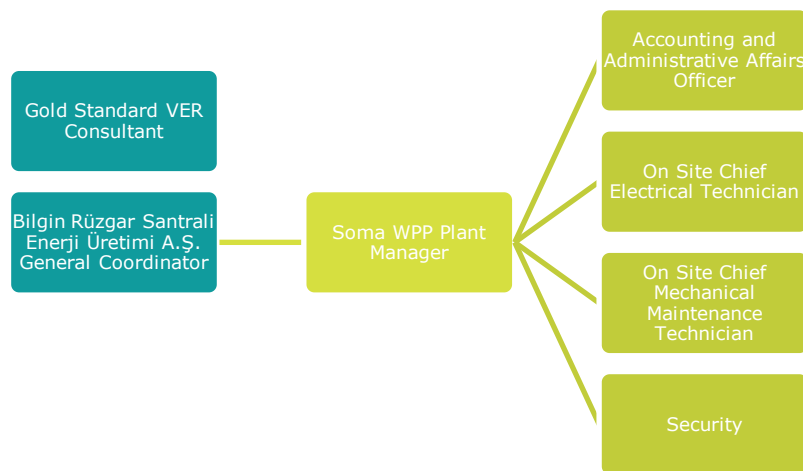 Gold Standard VER
Consultant
Bilgin Rüzgar Santrali
Enerji Üretimi A.Ş.
General Coordinator
Soma WPP Plant
Manager
Accounting and
Administrative Affairs
Officer
On Site Chief
Electrical Technician
On Site Chief
Mechanical
Maintenance
Technician
Security